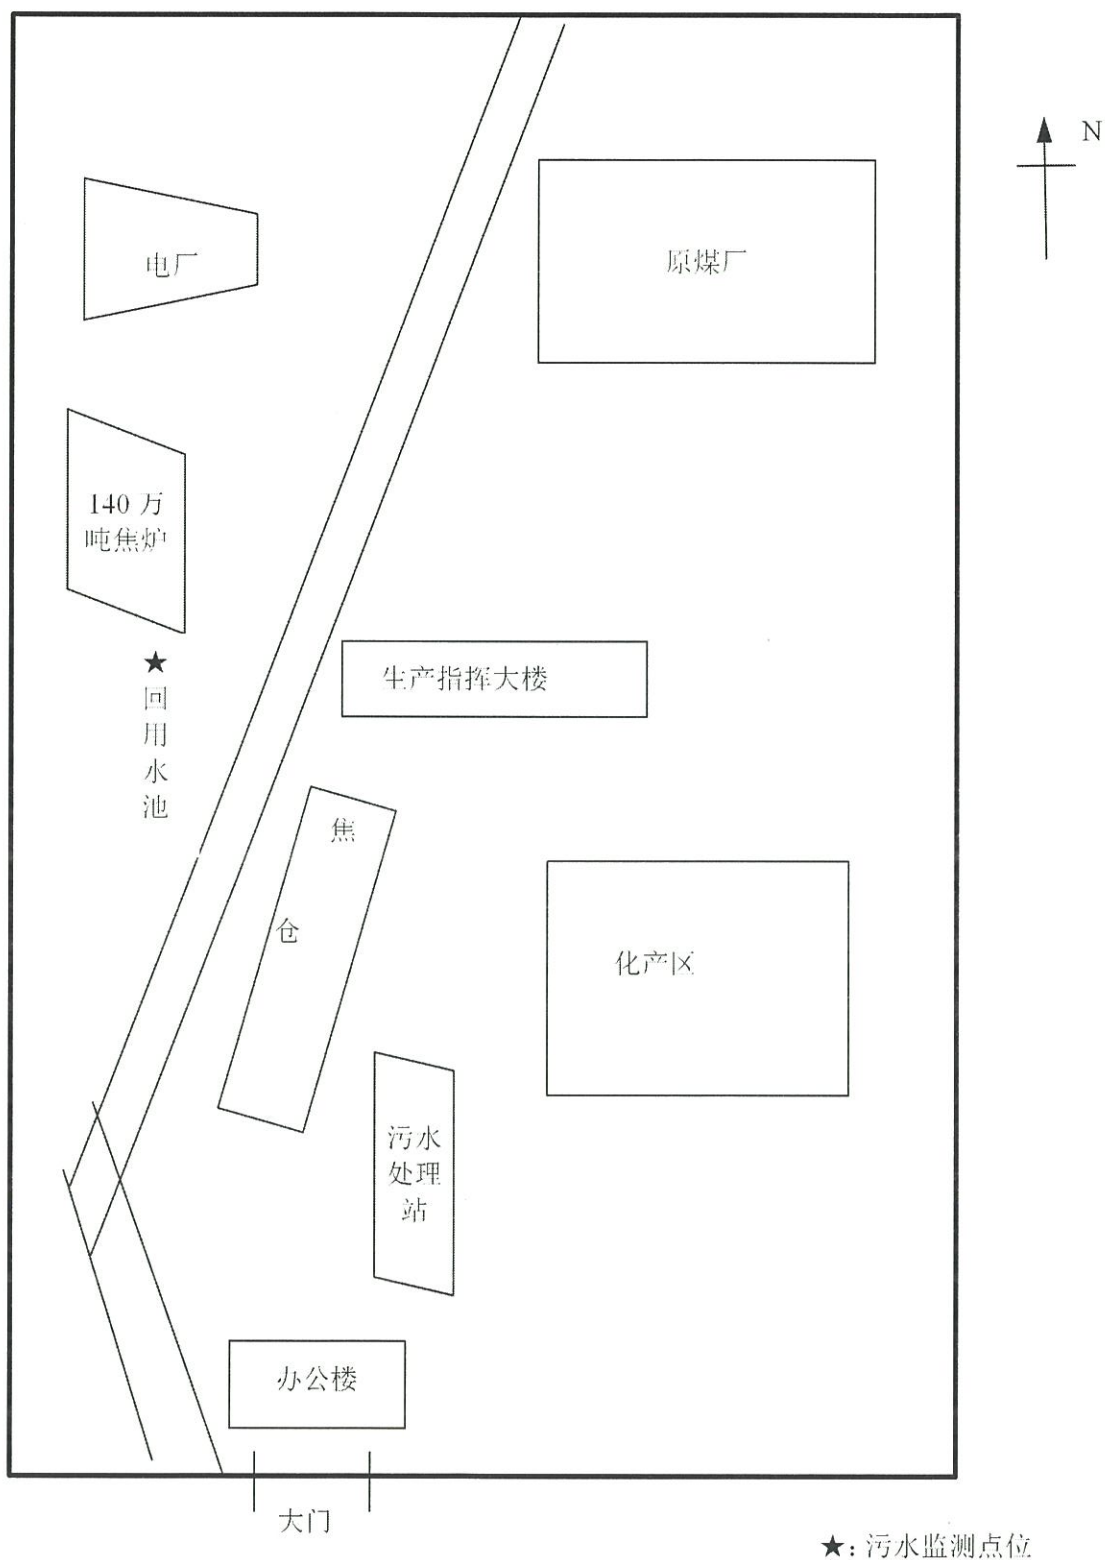 N
电厂
原煤厂
140 万
吨焦炉
★
回
用
水
池
生产指挥大楼
焦
仓
化产区
污水
处理
站
办公楼
大门
★: 污水监测点位